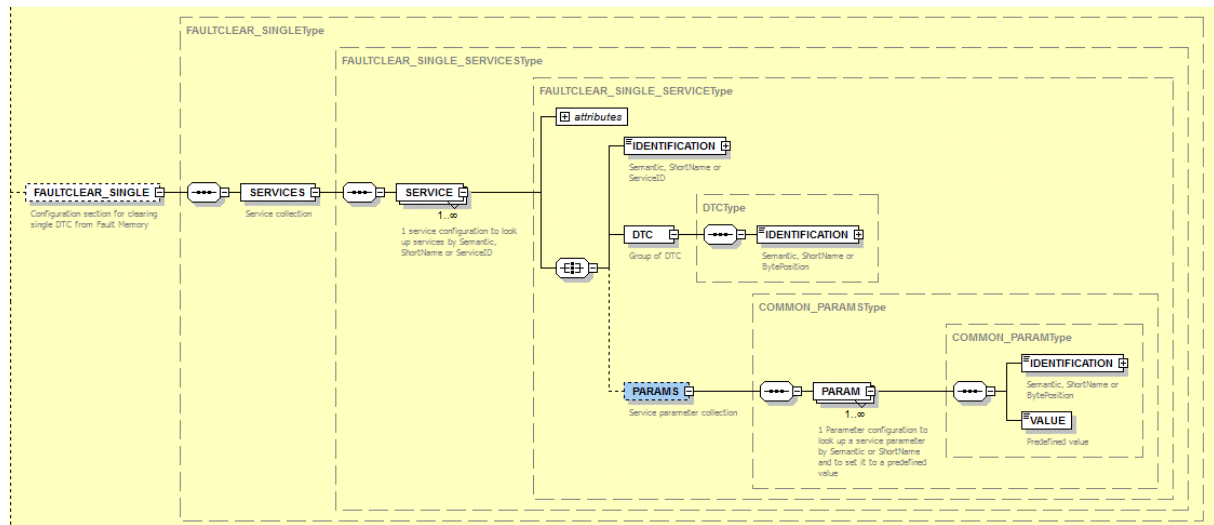 FAULTCLEAR_SINGLEType
FAULTCLEAR_SINGLE_SERVICESType
FAULTCLEAR_SINGLE_SERVICEType
attributes
IDENTIFICATION
Semantic, ShortName or
ServiceID
FAULTCLEAR_SINGLE
Configuration section for clearing
single DTC from Fault Memory
SERVICES
Service collection
SERVICE
1..∞
1 service configuration to look
up services by Semantic,
ShortName or ServiceID
DTCType
DTC
Group of DTC
IDENTIFICATION
Semantic, ShortName or
BytePosition
COMMON_PARAMSType
COMMON_PARAMType
PARAMS
Service parameter collection
PARAM
1..∞
1 Parameter configuration to
look up a service parameter
by Semantic or ShortName
and to set it to a predefined
value
IDENTIFICATION
Semantic, ShortName or
BytePosition
VALUE
Predefined value